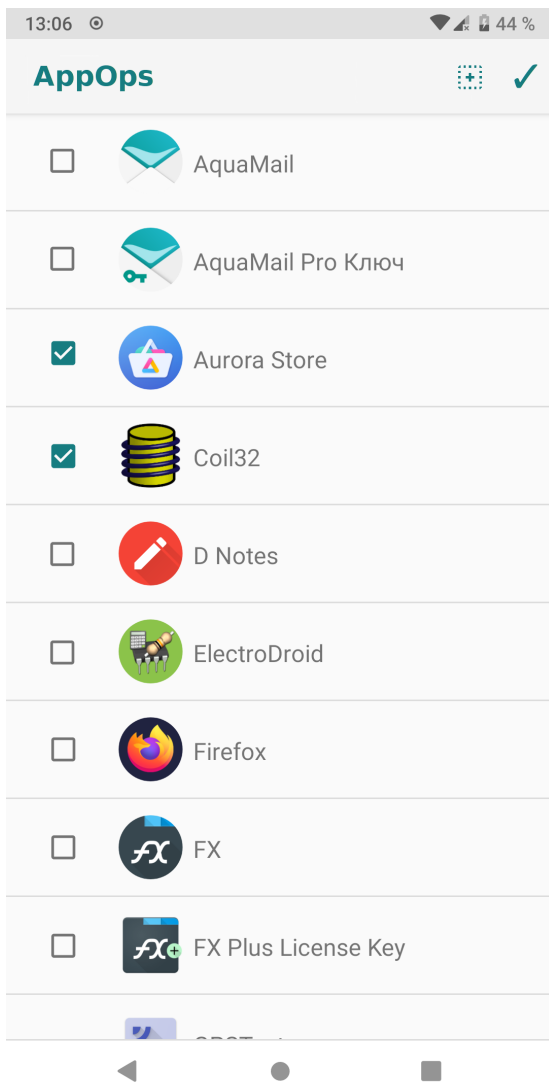 13:06 44 %
AppOps
AquaMail
AquaMail Pro Ключ
Aurora Store
Coil32
D Notes
ElectroDroid
Firefox
FX
FX
FX Plus License Key